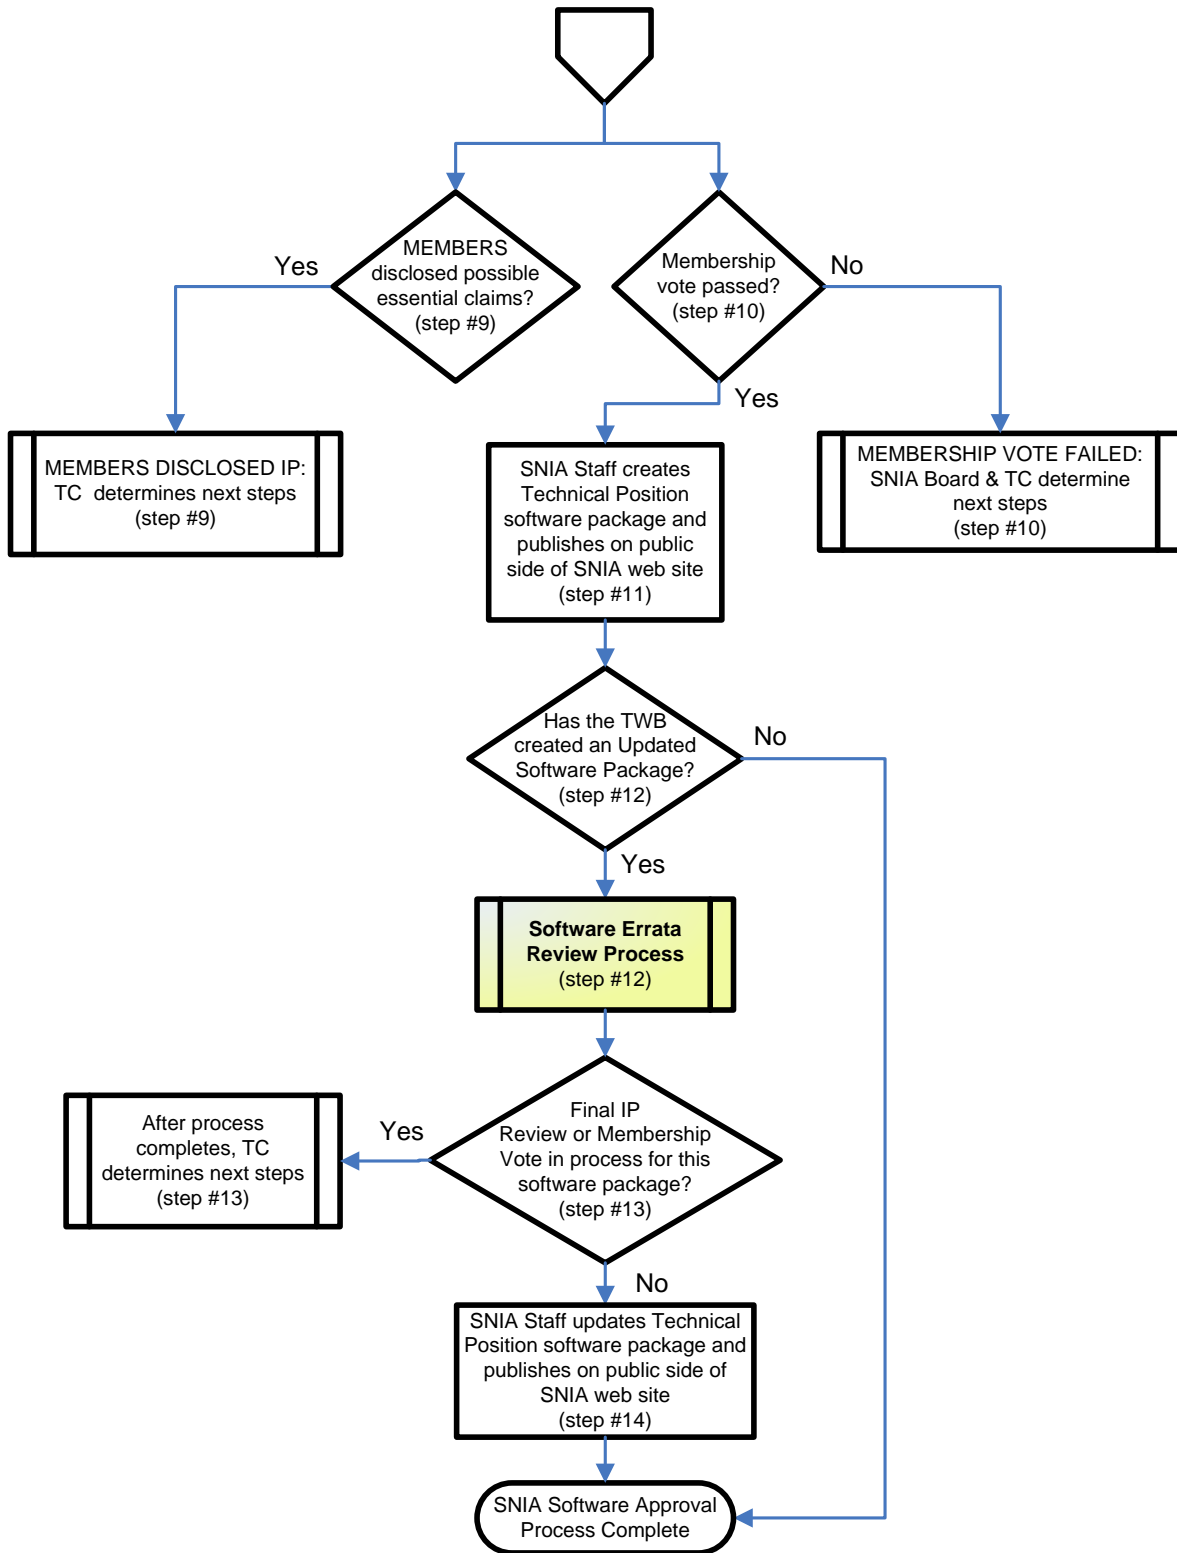 MEMBERS
disclosed possible
essential claims?
(step #9)
Yes
Membership
vote passed?
(step #10)
No
Yes
MEMBERS DISCLOSED IP:
TC determines next steps
(step #9)
SNIA Staff creates
Technical Position
software package and
publishes on public
side of SNIA web site
(step #11)
MEMBERSHIP VOTE FAILED:
SNIA Board & TC determine
next steps
(step #10)
Has the TWB
created an Updated
Software Package?
(step #12)
No
Yes
Software Errata
Review Process
(step #12)
Final IP
Review or Membership
Vote in process for this
software package?
(step #13)
Yes
After process
completes, TC
determines next steps
(step #13)
No
SNIA Staff updates Technical
Position software package and
publishes on public side of
SNIA web site
(step #14)
SNIA Software Approval
Process Complete